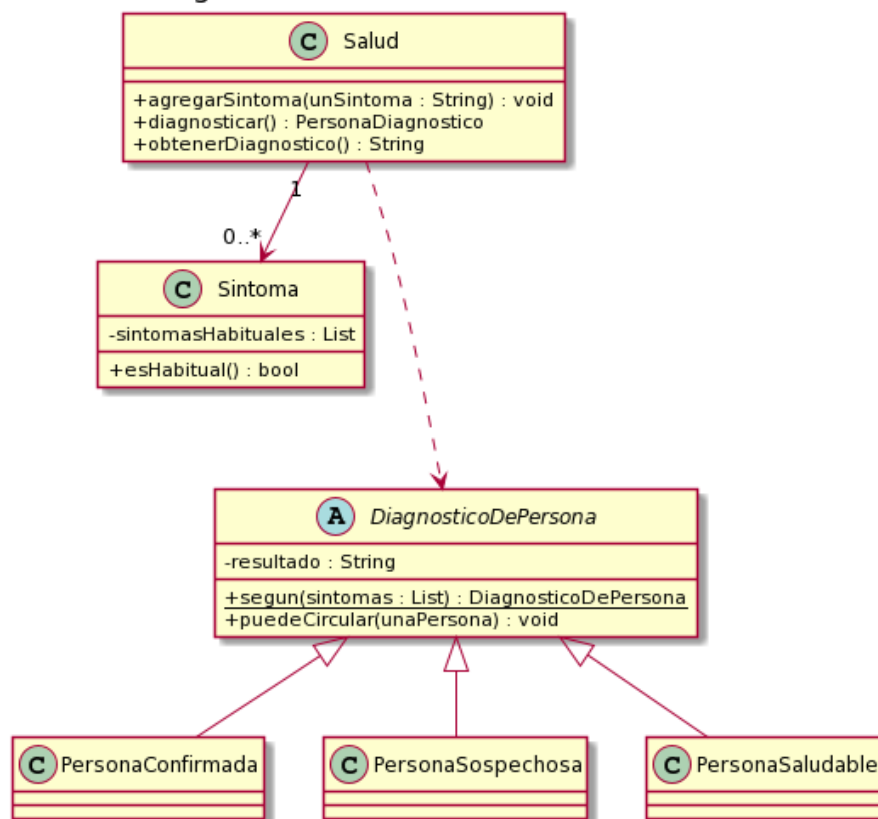 C Salud
+agregarSintoma(unSintoma : String) : void
+diagnosticar() : PersonaDiagnostico
+obtenerDiagnostico() : String
1
0..*
C Sintoma
-sintomasHabituales : List
+esHabitual() : bool
A DiagnosticoDePersona
-resultado : String
+segun(sintomas : List) : DiagnosticoDePersona
+puedeCircular(unaPersona) : void
C PersonaConfirmada
C PersonaSospechosa
C PersonaSaludable